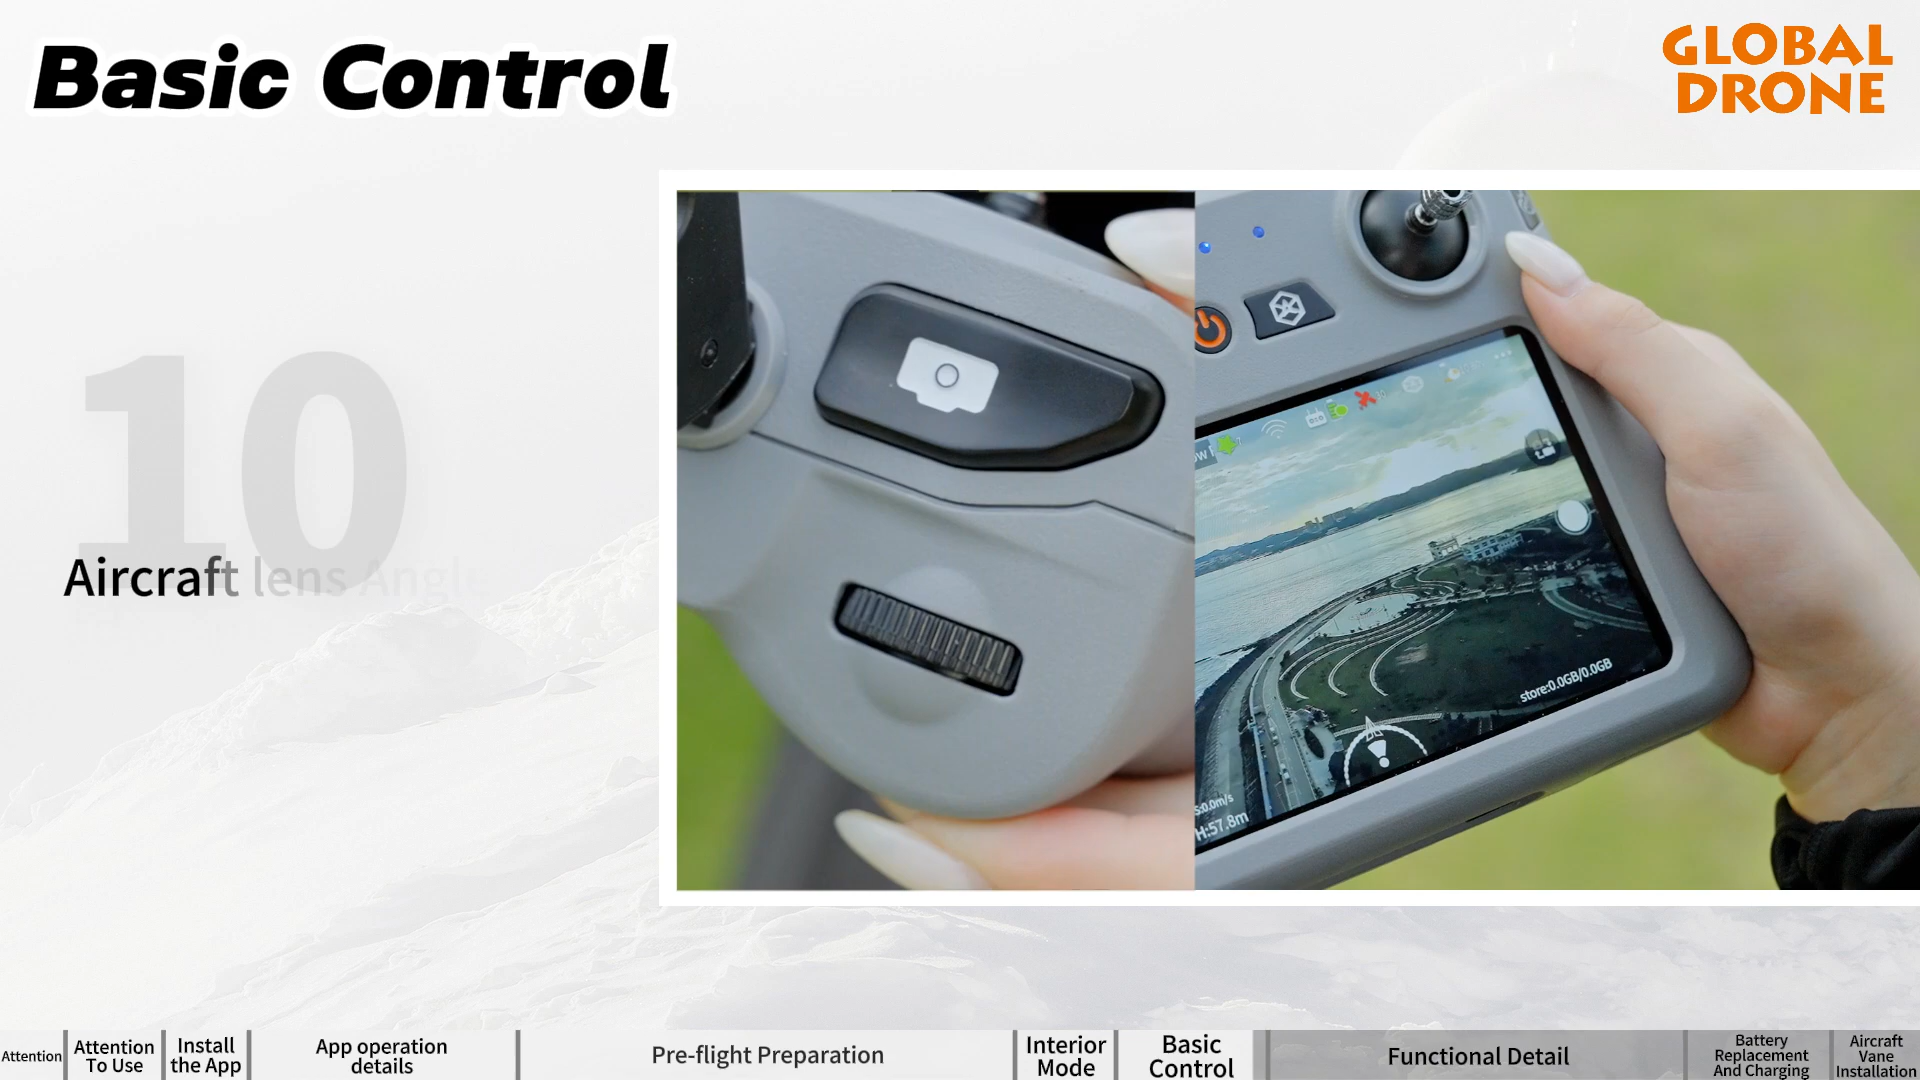 Basic Control
GLOBAL
DRONE
10
Aircraft lens Angle
store:0.0GB/0.0GB
S:0.0m/s
H:57.8m
Attention
Attention
To Use
Install
the App
App operation
details
Pre-flight Preparation
Interior
Mode
Basic
Control
Functional Detail
Battery
Replacement
And Charging
Aircraft
Vane
Installation